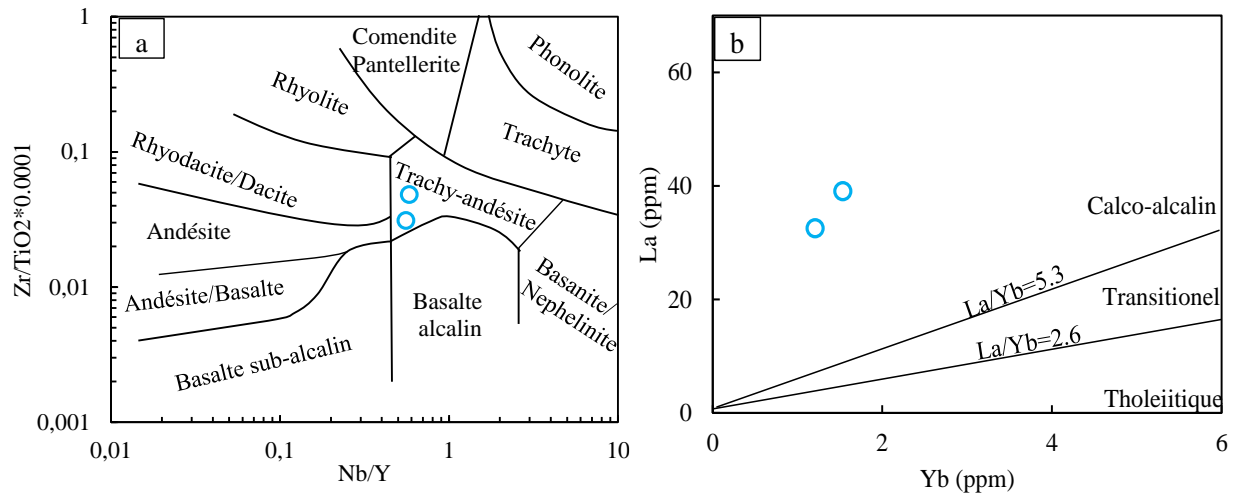 a
1
0,1
0,01
0,001
Zr/TiO2*0.0001
Comendite
Pantellerite
Phonolite
Rhyolite
Trachyte
Rhyodacite/Dacite
Trachy-andésite
Andésite
Andésite/Basalte
Basalte sub-alcalin
Basalte
alcalin
Basanite/
Nephelinite
0,01
0,1
1
10
Nb/Y
b
60
40
20
0
La (ppm)
Calco-alcalin
La/Yb=5.3
Transitionel
La/Yb=2.6
Tholeiitique
0
2
4
6
Yb (ppm)